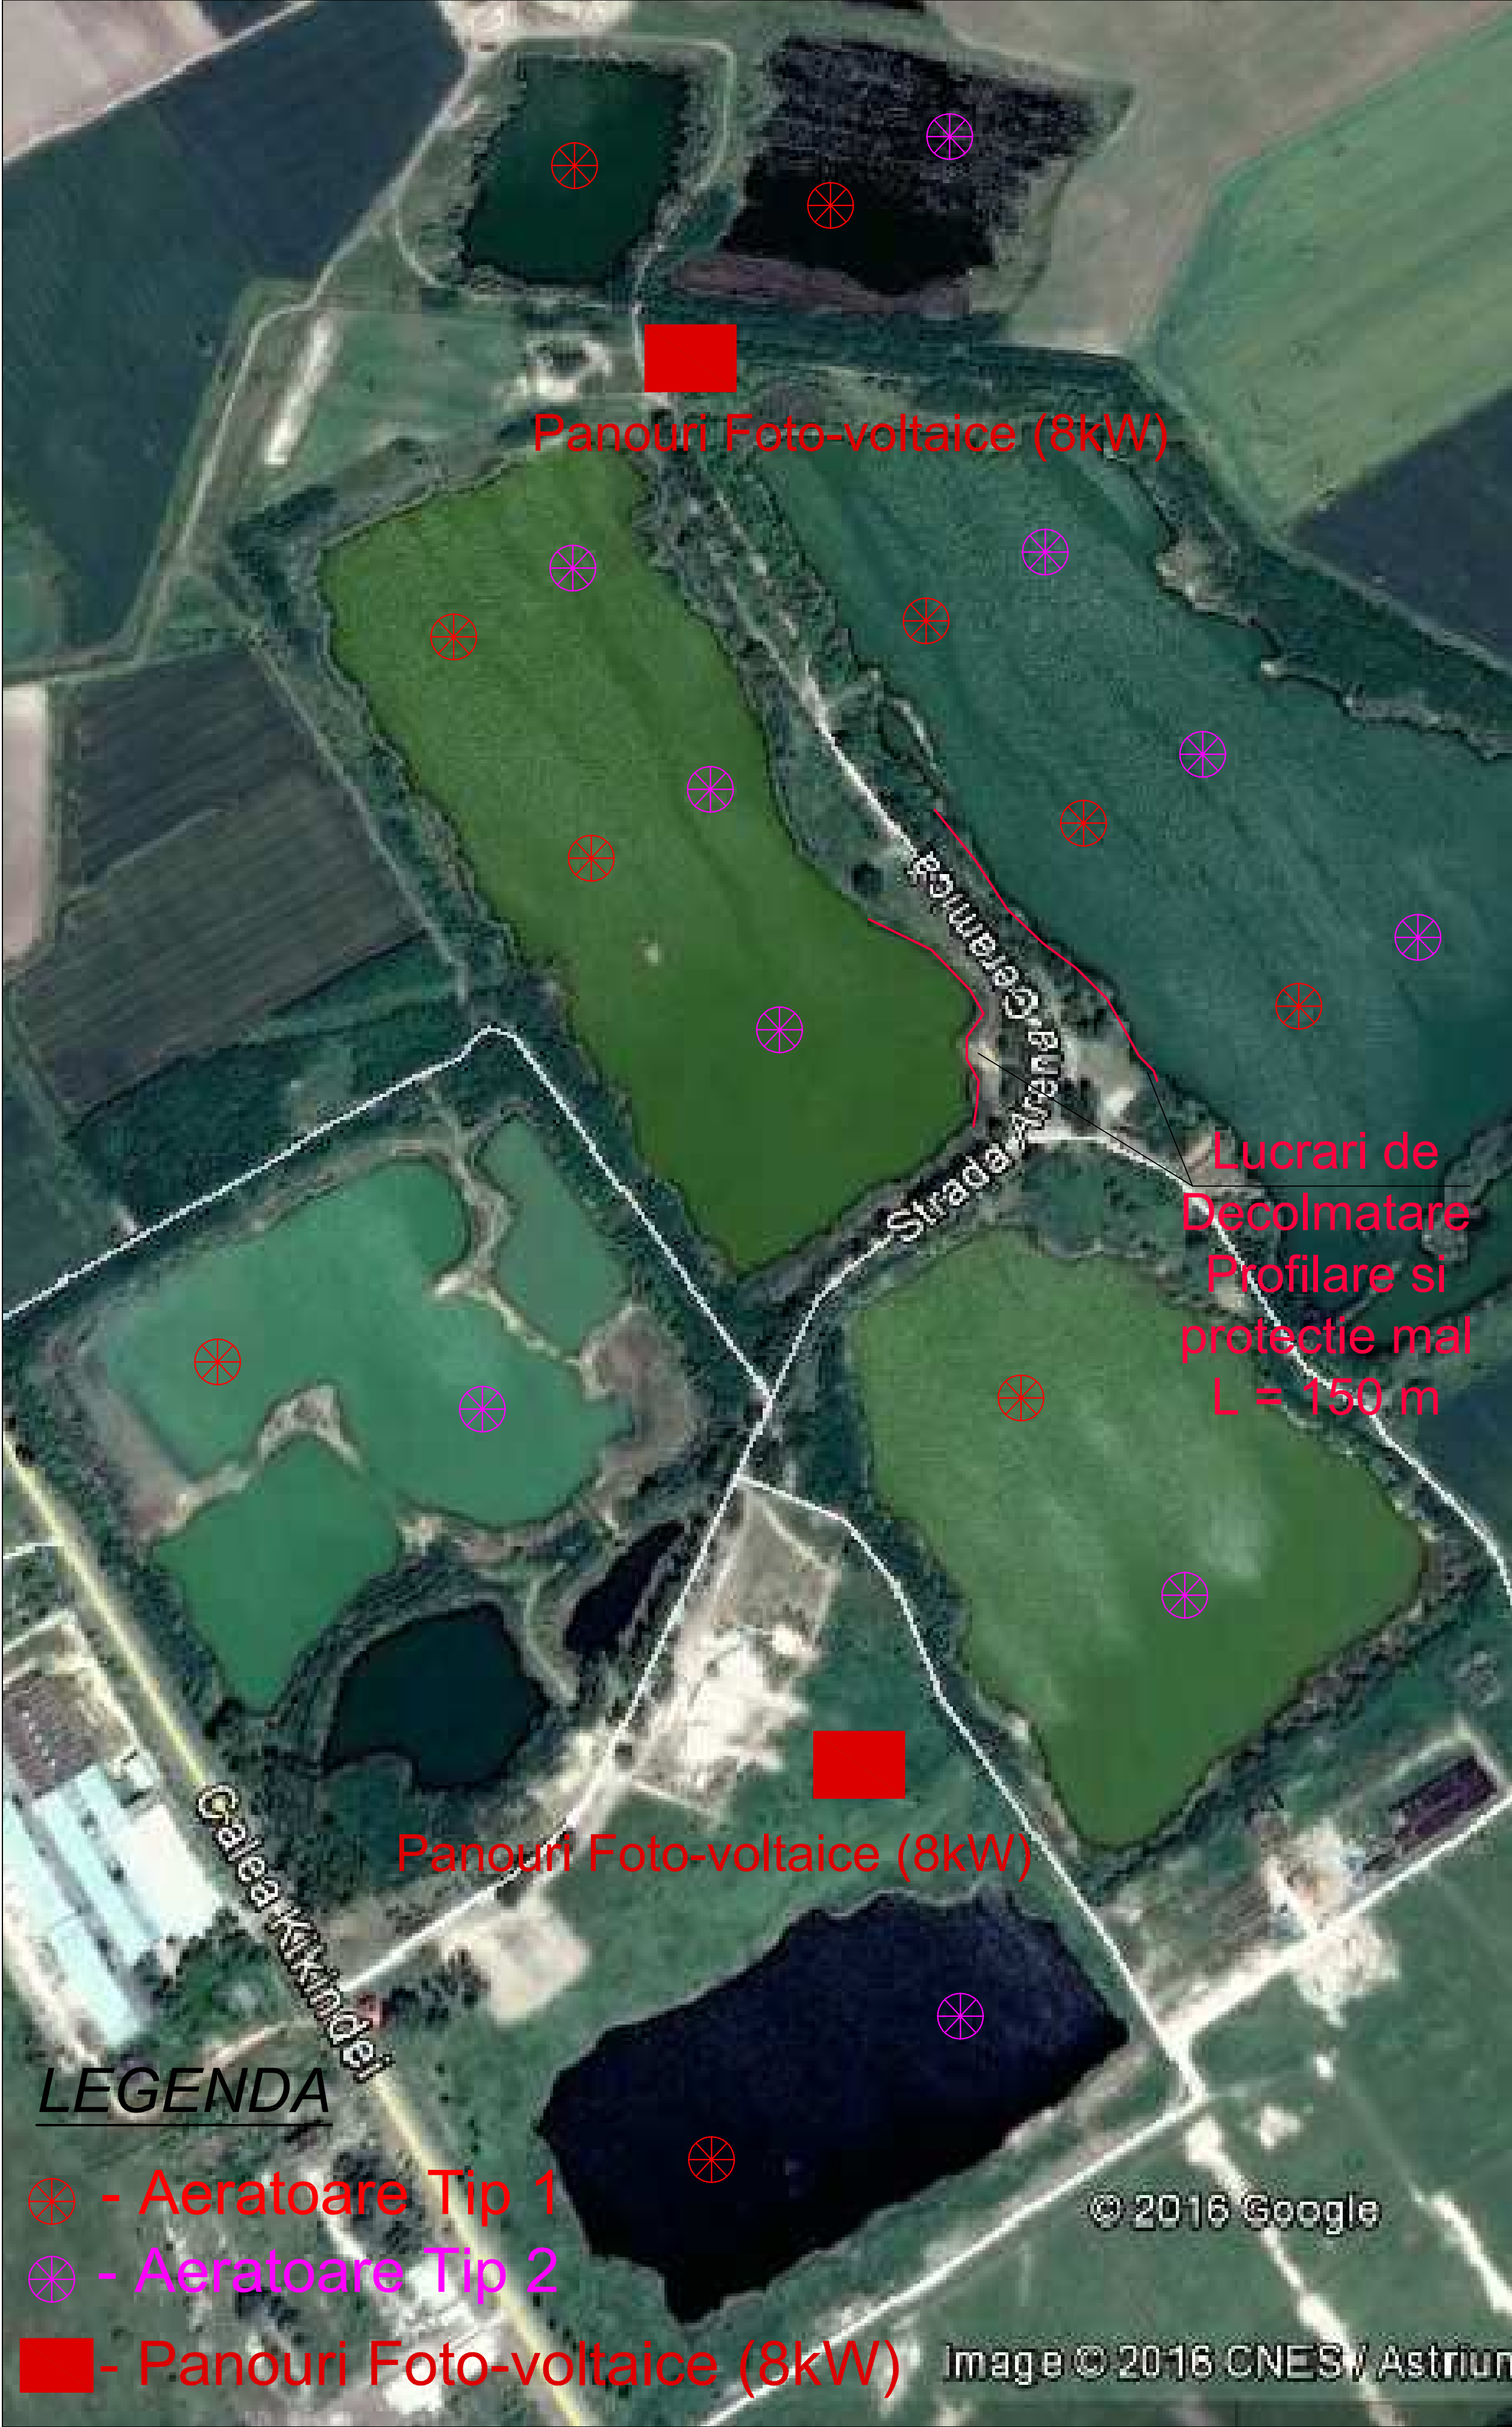 Panouri Foto-voltaice (8kW)
Strada Arta Ceramica
Lucrari de
Decolmatare
Profilare si
protectie mal
L = 150 m
Panouri Foto-voltaice (8kW)
Calea Kikindei
LEGENDA
- Aeratoare Tip 1
- Aeratoare Tip 2
- Panouri Foto-voltaice (8kW)
© 2016 Google
Image © 2016 CNES / Astrium